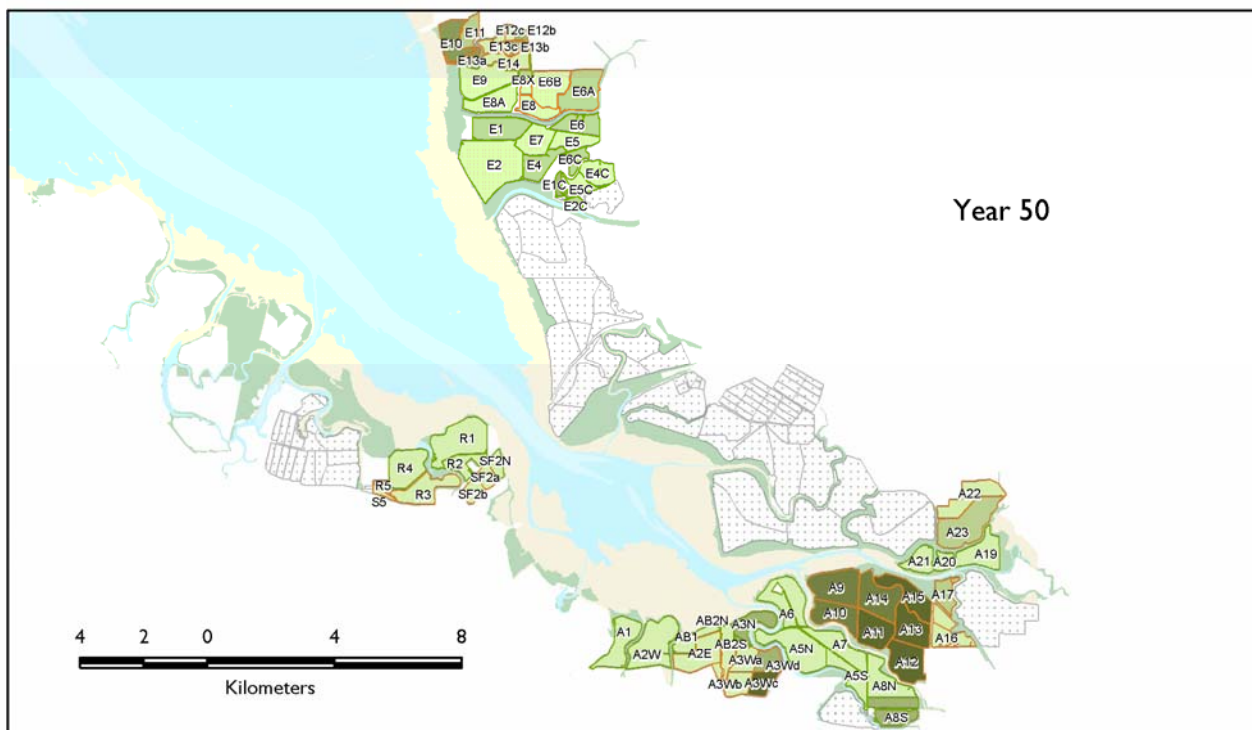 E11
E12c
E12b
E10
E13c
E13b
E13a
E14
E9
E8X
E6B
E6A
E8A
E8
E1
E6
E7
E5
E2
E4
E6C
E4C
E1C
E5C
E2C
Year 50
R1
R4
R2
SF2N
SF2a
R5
R3
SF2b
S5
A22
A23
A21
A20
A19
A9
A14
A15
A17
A10
A11
A13
A16
A12
A1
A2W
AB1
AB2N
A3N
A6
A2E
AB2S
A5N
A7
A3Wa
A3Wd
A3Wb
A3Wc
A5S
A8N
A8S
4 2 0 4 8
Kilometers